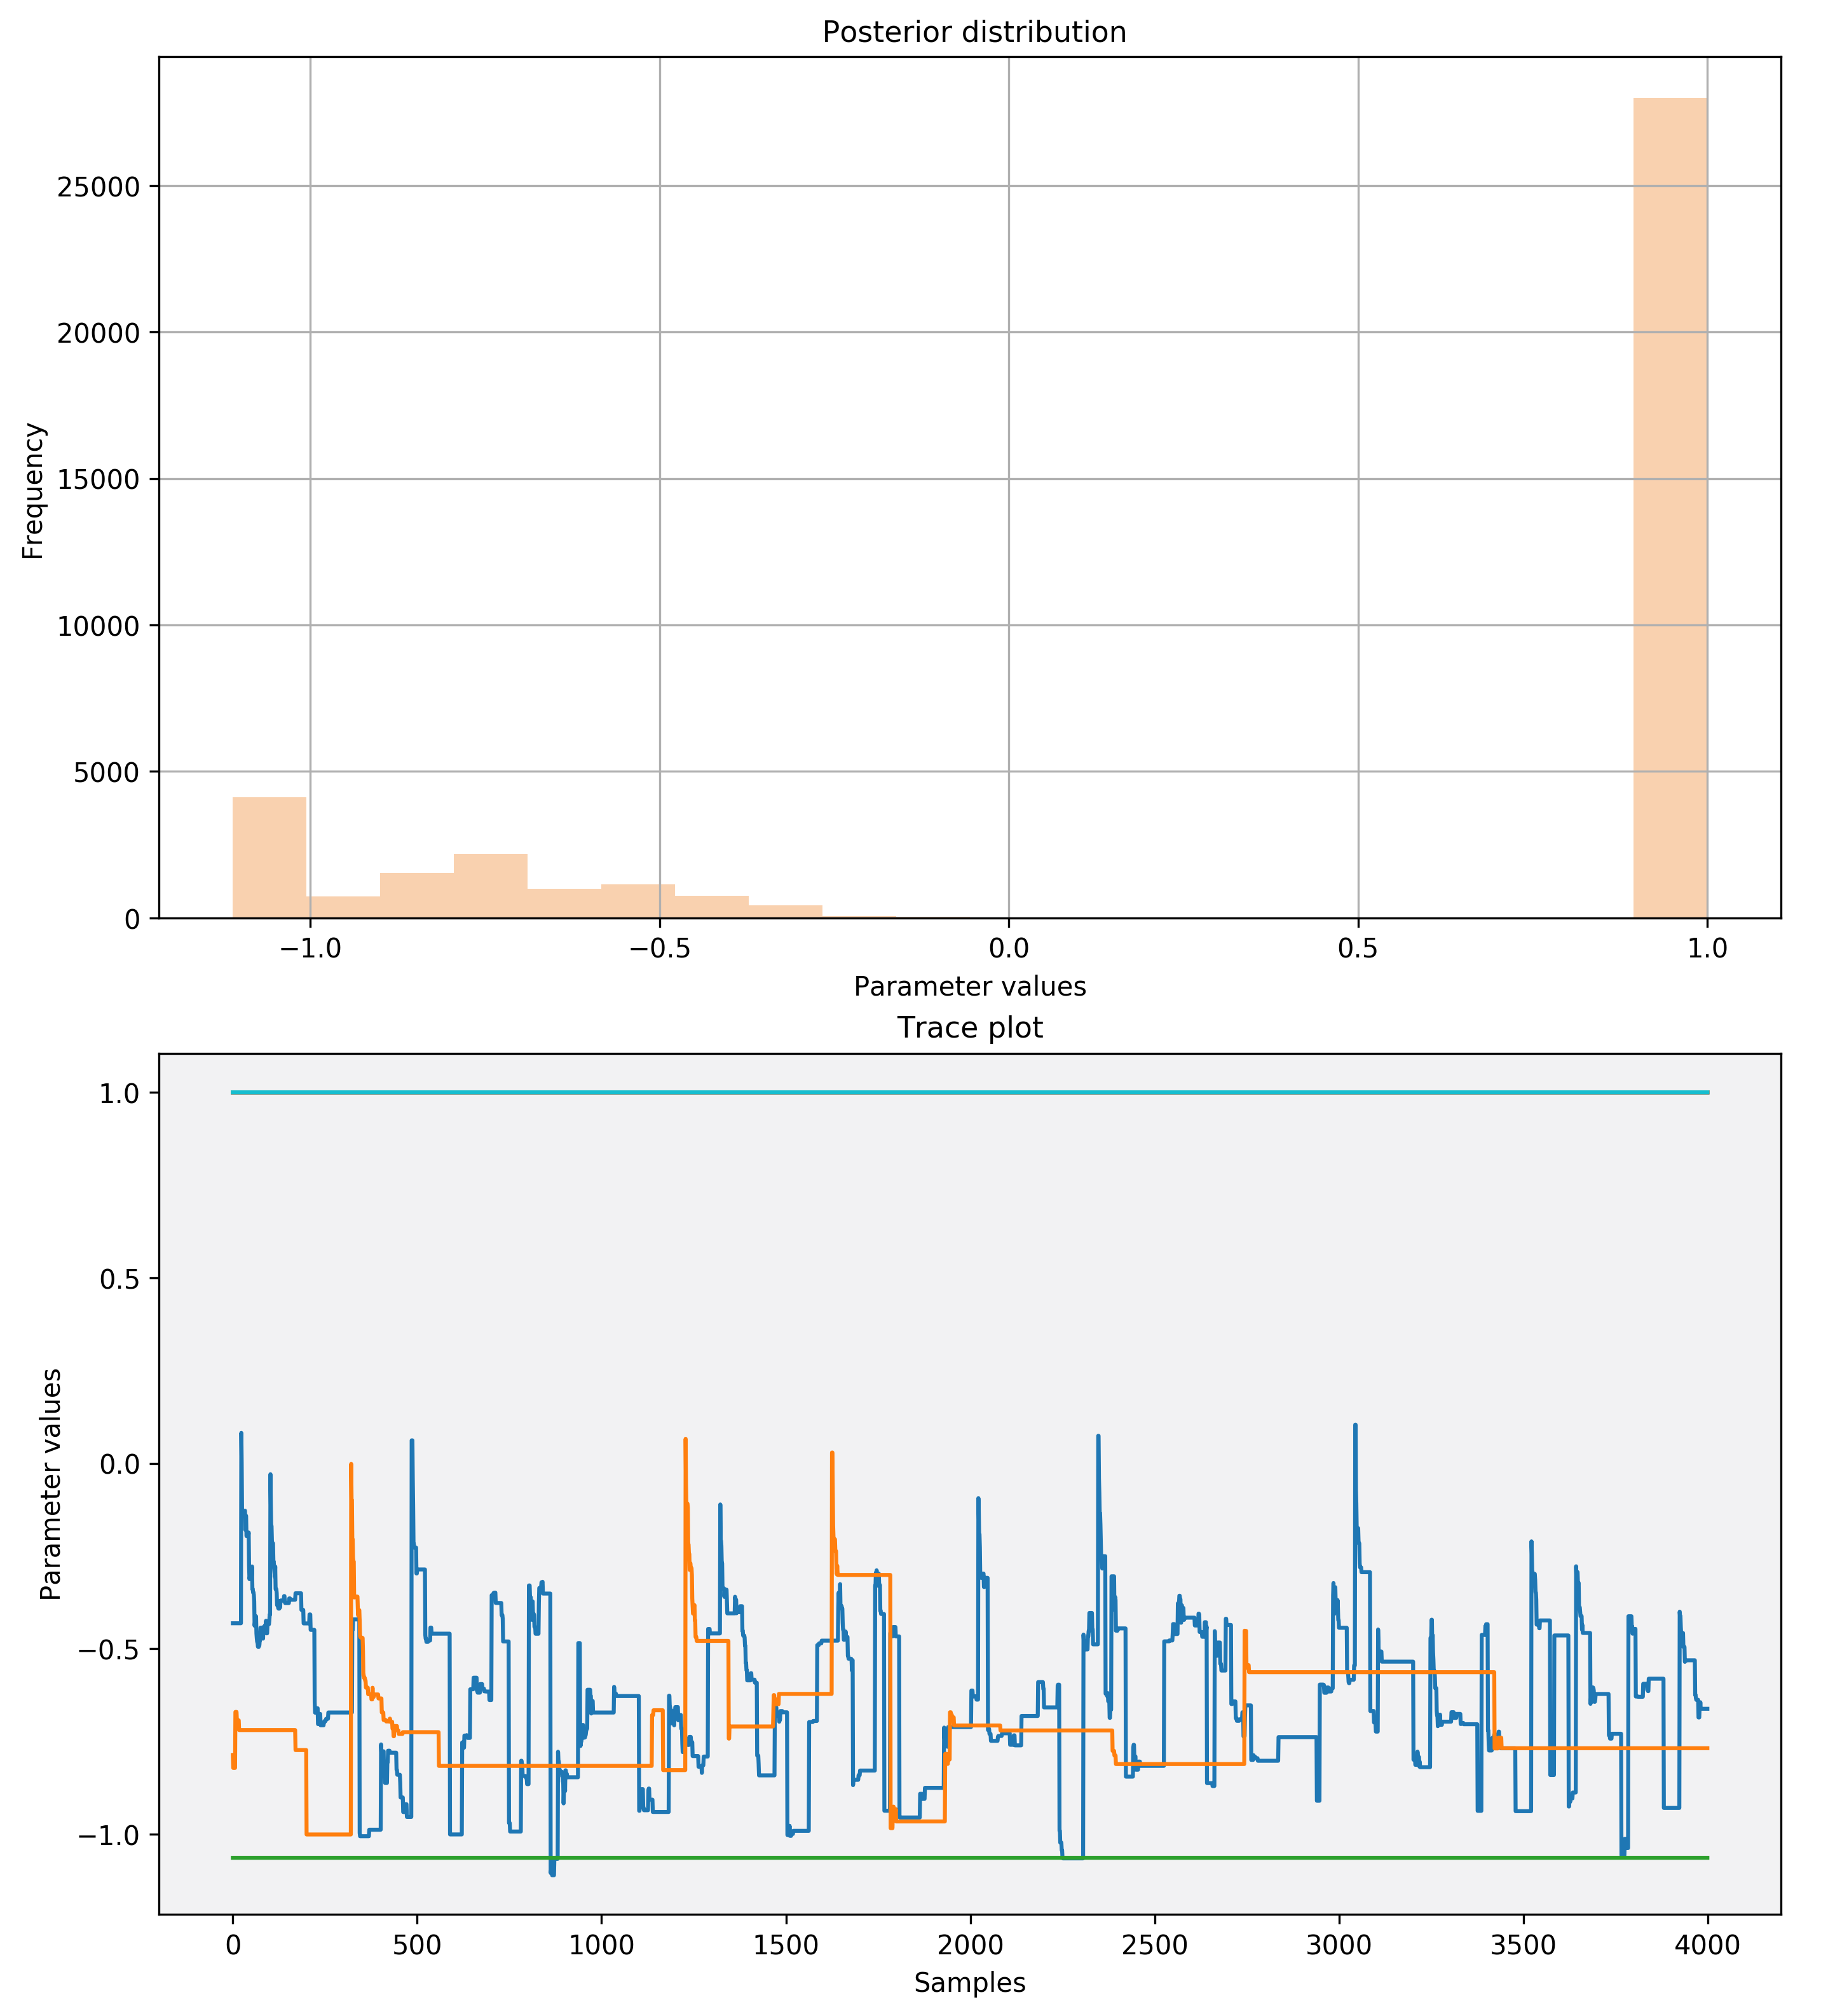 Posterior distribution
25000
20000
15000
10000
5000
0
Frequency
−1.0 −0.5 0.0 0.5 1.0
Parameter values
Trace plot
1.0
0.5
0.0
−0.5
−1.0
Parameter values
0 500 1000 1500 2000 2500 3000 3500 4000
Samples